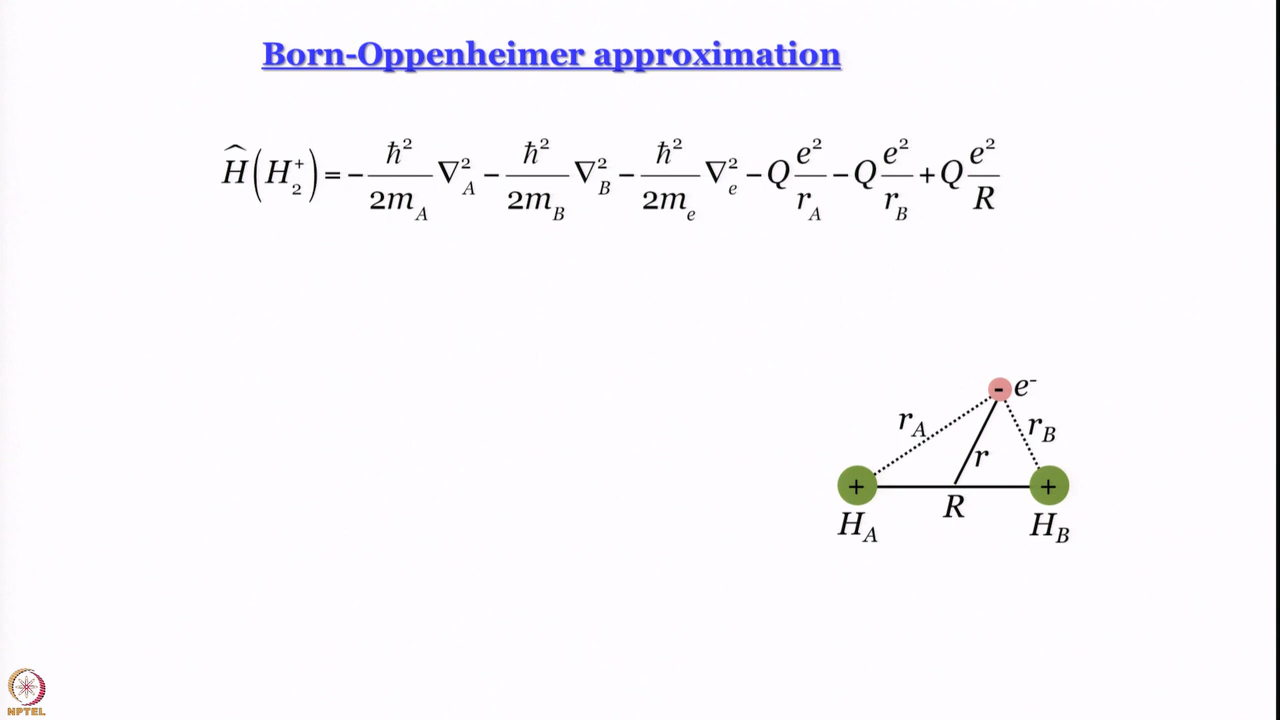 Born-Oppenheimer approximation
Ĥ(H₂⁺) = −ℏ²/2m_A ∇²_A − ℏ²/2m_B ∇²_B − ℏ²/2m_e ∇²_e − Q e²/r_A − Q e²/r_B + Q e²/R
- e⁻
r_A r_B
r
+ +
R
H_A H_B
NPTEL